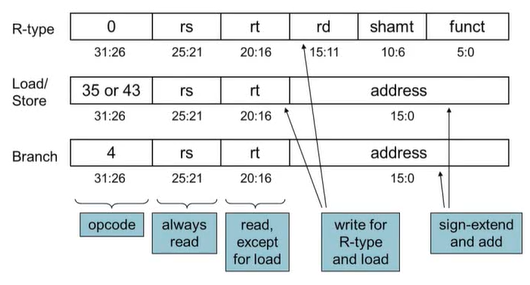 R-type 0 rs rt rd shamt funct
31:26 25:21 20:16 15:11 10:6 5:0
Load/
Store 35 or 43 rs rt address
31:26 25:21 20:16 15:0
Branch 4 rs rt address
31:26 25:21 20:16 15:0
opcode
always
read
read,
except
for load
write for
R-type
and load
sign-extend
and add